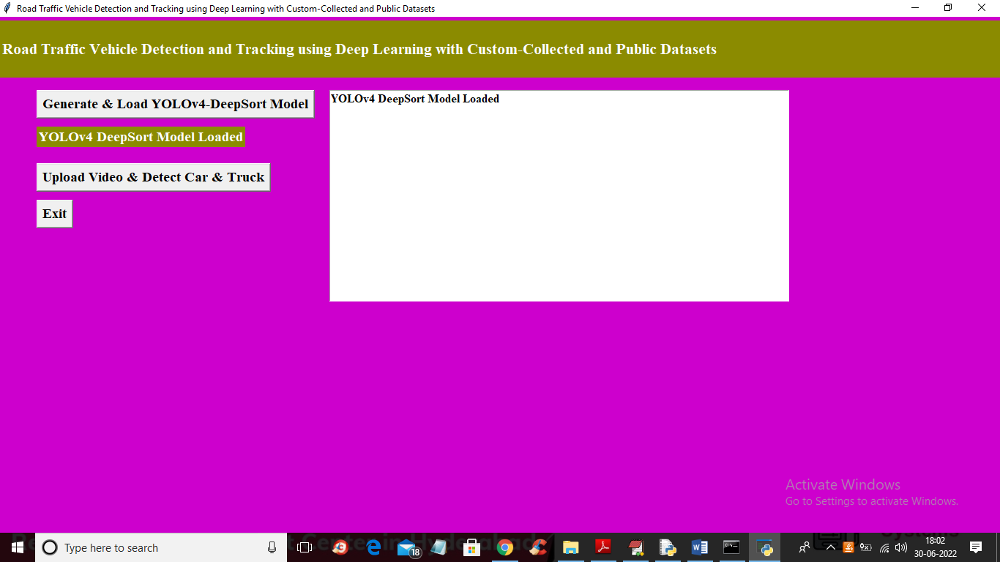 Road Traffic Vehicle Detection and Tracking using Deep Learning with Custom-Collected and Public Datasets
Road Traffic Vehicle Detection and Tracking using Deep Learning with Custom-Collected and Public Datasets
Generate & Load YOLOv4-DeepSort Model
YOLOv4 DeepSort Model Loaded
YOLOv4 DeepSort Model Loaded
Upload Video & Detect Car & Truck
Exit
Activate Windows
Go to Settings to activate Windows.
Type here to search
18
18:02
30-06-2022